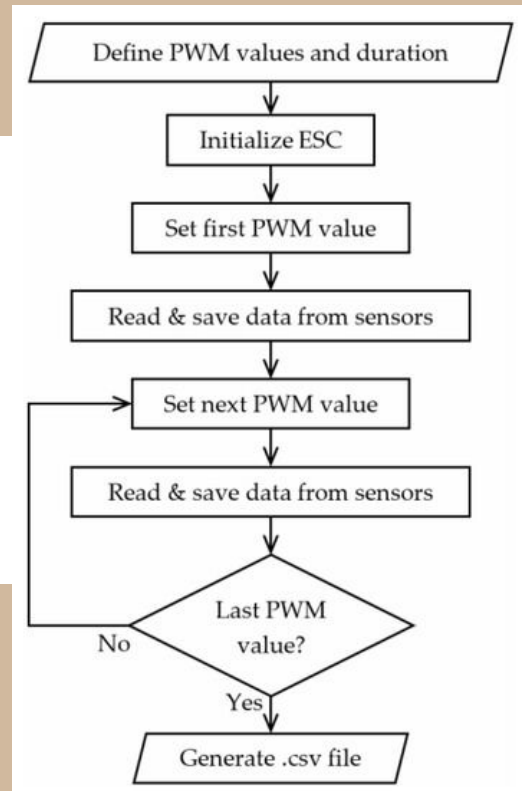 Define PWM values and duration
Initialize ESC
Set first PWM value
Read & save data from sensors
Set next PWM value
Read & save data from sensors
Last PWM
value?
No
Yes
Generate .csv file